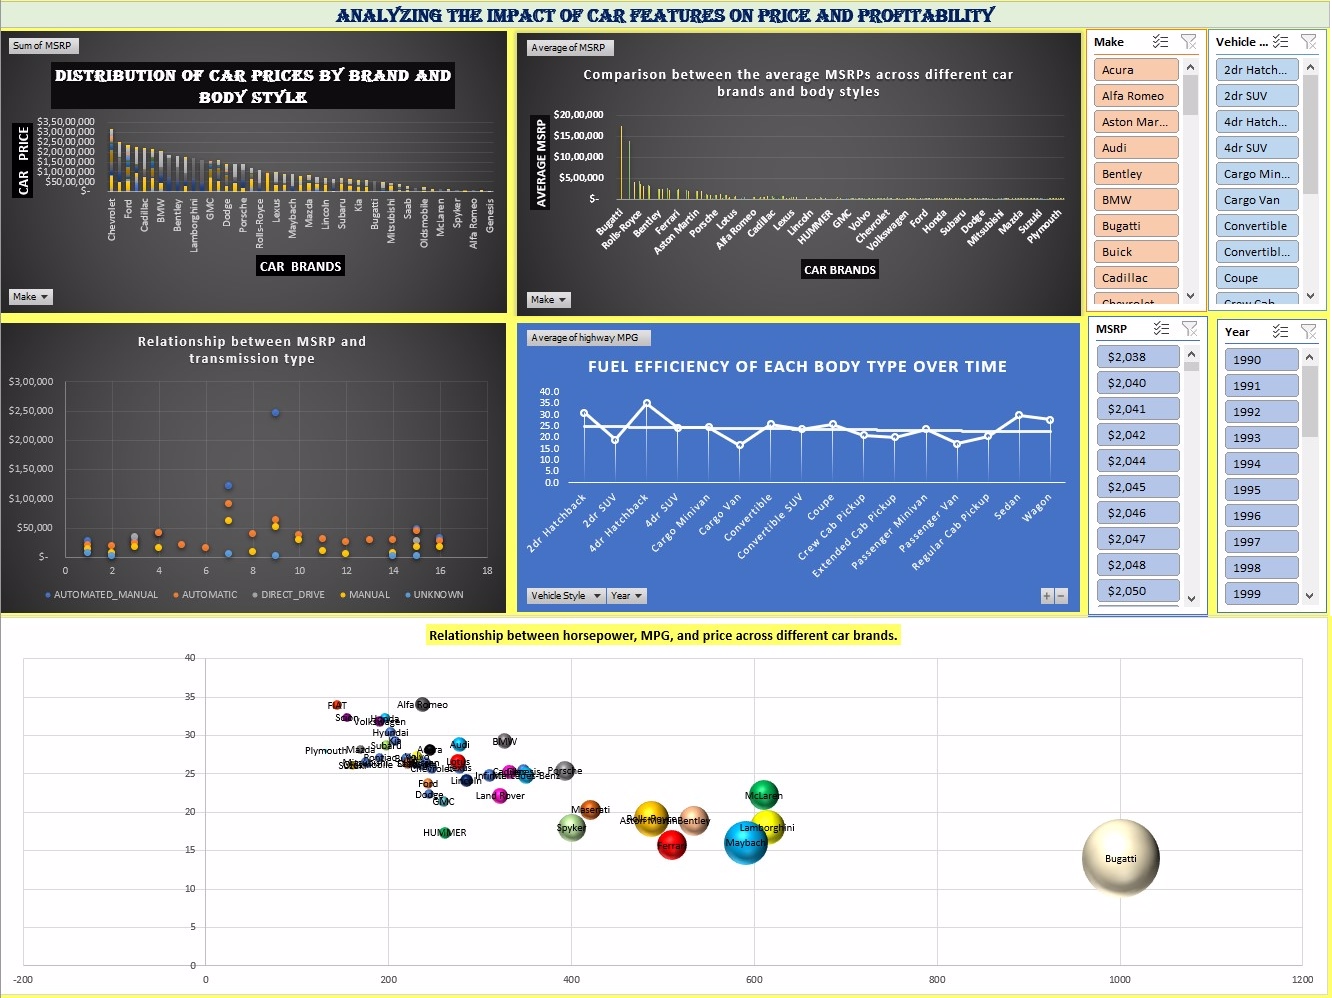 ANALYZING THE IMPACT OF CAR FEATURES ON PRICE AND PROFITABILITY
Sum of MSRP
DISTRIBUTION OF CAR PRICES BY BRAND AND
BODY STYLE
CAR PRICE
$3,50,00,000
$3,00,00,000
$2,50,00,000
$2,00,00,000
$1,50,00,000
$1,00,00,000
$50,00,000
$-
Chevrolet
Ford
Cadillac
BMW
Bentley
Lamborghini
GMC
Dodge
Porsche
Rolls-Royce
Lexus
Maybach
Mazda
Lincoln
Subaru
Kia
Bugatti
Mitsubishi
Saab
Oldsmobile
McLaren
Spyker
Alfa Romeo
Genesis
CAR BRANDS
Make
Average of MSRP
Comparison between the average MSRPs across different car
brands and body styles
AVERAGE MSRP
$20,00,000
$15,00,000
$10,00,000
$5,00,000
$-
Bugatti
Rolls-Royce
Bentley
Ferrari
Aston Martin
Porsche
Lotus
Alfa Romeo
Cadillac
Lexus
Lincoln
HUMMER
GMC
Volvo
Chevrolet
Volkswagen
Ford
Honda
Subaru
Dodge
Mitsubishi
Mazda
Suzuki
Plymouth
CAR BRANDS
Make
Make
Acura
Alfa Romeo
Aston Mar...
Audi
Bentley
BMW
Bugatti
Buick
Cadillac
Chevrolet
Vehicle ...
2dr Hatch...
2dr SUV
4dr Hatch...
4dr SUV
Cargo Min...
Cargo Van
Convertible
Convertibl...
Coupe
Crew Cab
Relationship between MSRP and
transmission type
$3,00,000
$2,50,000
$2,00,000
$1,50,000
$1,00,000
$50,000
$-
0 2 4 6 8 10 12 14 16 18
AUTOMATED_MANUAL AUTOMATIC DIRECT_DRIVE MANUAL UNKNOWN
Average of highway MPG
FUEL EFFICIENCY OF EACH BODY TYPE OVER TIME
40.0
35.0
30.0
25.0
20.0
15.0
10.0
5.0
0.0
2dr Hatchback
2dr SUV
4dr Hatchback
4dr SUV
Cargo Minivan
Cargo Van
Convertible
Convertible SUV
Coupe
Crew Cab Pickup
Extended Cab Pickup
Passenger Minivan
Passenger Van
Regular Cab Pickup
Sedan
Wagon
Vehicle Style Year
+ −
MSRP
$2,038
$2,040
$2,041
$2,042
$2,044
$2,045
$2,046
$2,047
$2,048
$2,050
Year
1990
1991
1992
1993
1994
1995
1996
1997
1998
1999
Relationship between horsepower, MPG, and price across different car brands.
40
35
30
25
20
15
10
5
0
FIAT
Alfa Romeo
Scion
Honda
Volkswagen
Hyundai
Kia
Subaru
Plymouth
Mazda
Acura
Audi
BMW
Pontiac
Lotus
Lexus
Chevrolet
Lincoln
Infiniti
Porsche
Ford
Dodge
GMC
Land Rover
HUMMER
Maserati
Spyker
Aston Martin
Rolls-Royce
Bentley
Ferrari
McLaren
Lamborghini
Maybach
Bugatti
-200 0 200 400 600 800 1000 1200